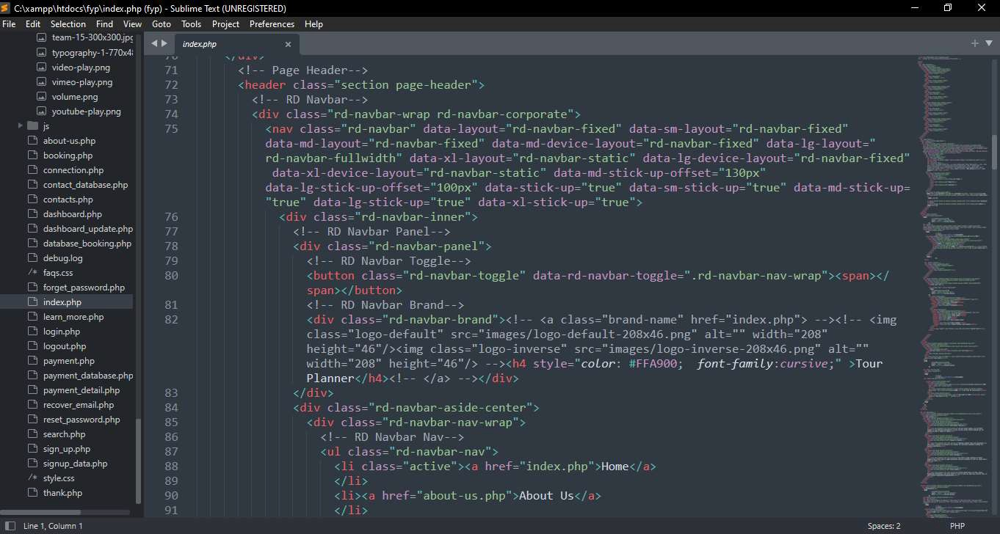 C:\xampp\htdocs\fyp\index.php (fyp) - Sublime Text (UNREGISTERED)
File Edit Selection Find View Goto Tools Project Preferences Help
team-15-300x300.jpg
typography-1-770x4
video-play.png
vimeo-play.png
volume.png
youtube-play.png
js
about-us.php
booking.php
connection.php
contact_database.php
contacts.php
dashboard.php
dashboard_update.php
database_booking.php
debug.log
/* faqs.css
forget_password.php
index.php
learn_more.php
login.php
logout.php
payment.php
payment_database.php
payment_detail.php
recover_email.php
reset_password.php
search.php
sign_up.php
signup_data.php
/* style.css
thank.php
index.php
70 </div>
71 <!-- Page Header-->
72 <header class="section page-header">
73 <!-- RD Navbar-->
74 <div class="rd-navbar-wrap rd-navbar-corporate">
75 <nav class="rd-navbar" data-layout="rd-navbar-fixed" data-sm-layout="rd-navbar-fixed"
data-md-layout="rd-navbar-fixed" data-md-device-layout="rd-navbar-fixed" data-lg-layout="
rd-navbar-fullwidth" data-xl-layout="rd-navbar-static" data-lg-device-layout="rd-navbar-fixed"
data-xl-device-layout="rd-navbar-static" data-md-stick-up-offset="130px"
data-lg-stick-up-offset="100px" data-stick-up="true" data-sm-stick-up="true" data-md-stick-up=
"true" data-lg-stick-up="true" data-xl-stick-up="true">
76 <div class="rd-navbar-inner">
77 <!-- RD Navbar Panel-->
78 <div class="rd-navbar-panel">
79 <!-- RD Navbar Toggle-->
80 <button class="rd-navbar-toggle" data-rd-navbar-toggle=".rd-navbar-nav-wrap"><span></
span></button>
81 <!-- RD Navbar Brand-->
82 <div class="rd-navbar-brand"><!-- <a class="brand-name" href="index.php"> --><!-- <img
class="logo-default" src="images/logo-default-208x46.png" alt="" width="208"
height="46"/><img class="logo-inverse" src="images/logo-inverse-208x46.png" alt=""
width="208" height="46"/> --><h4 style="color: #FFA900;  font-family:cursive;" >Tour
Planner</h4><!-- </a> --></div>
83 </div>
84 <div class="rd-navbar-aside-center">
85 <div class="rd-navbar-nav-wrap">
86 <!-- RD Navbar Nav-->
87 <ul class="rd-navbar-nav">
88 <li class="active"><a href="index.php">Home</a>
89 </li>
90 <li><a href="about-us.php">About Us</a>
91 </li>
Line 1, Column 1
Spaces: 2
PHP